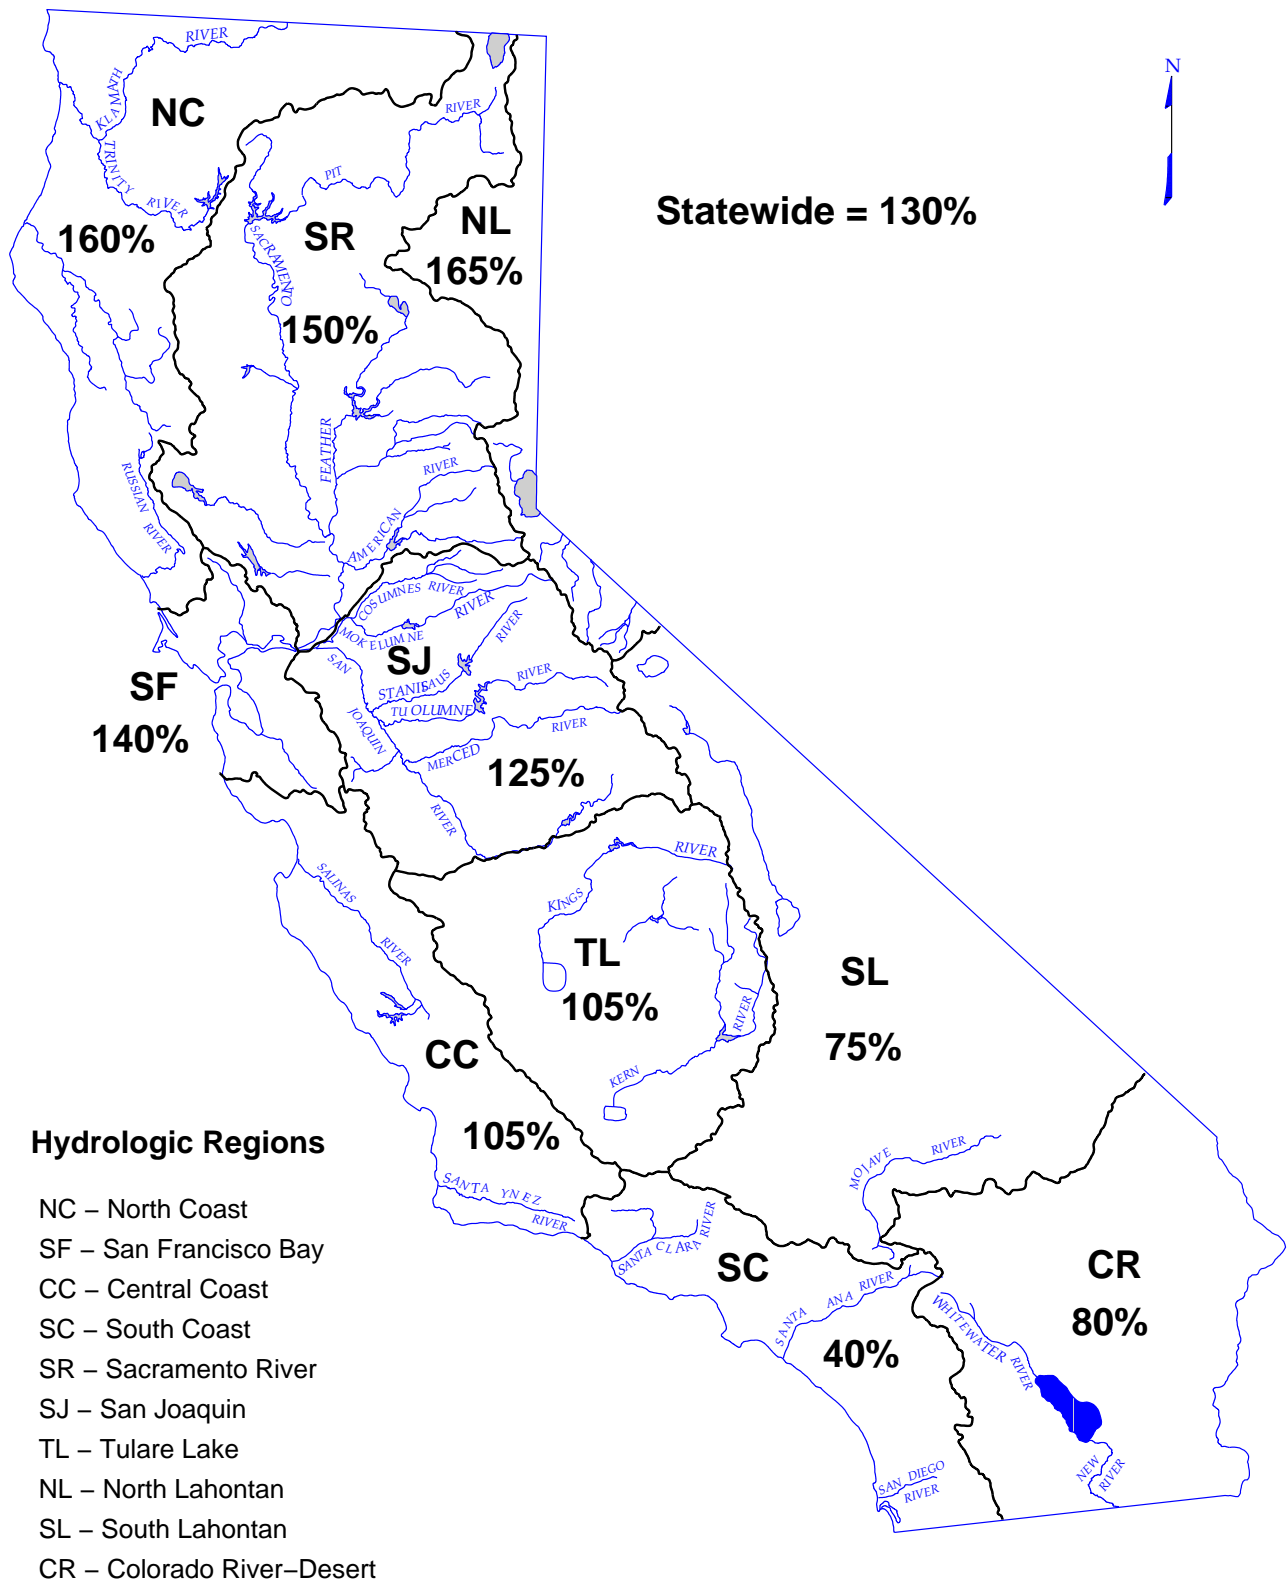 RIVER
KLAMATH
NC
RIVER
TRINITY
RIVER
PIT
N
Statewide = 130%
160%
SR
NL
165%
SACRAMENTO
150%
FEATHER
RIVER
AMERICAN
RUSSIAN RIVER
COSUMNES RIVER
MOKELUMNE
RIVER
SAN
SJ
RIVER
STANISLAUS
RIVER
SF
140%
TUOLUMNE
JOAQUIN
RIVER
MERCED
125%
RIVER
RIVER
SALINAS
KINGS
RIVER
TL
105%
SL
75%
RIVER
CC
KERN
105%
Hydrologic Regions
MOJAVE
RIVER
SANTA YNEZ
RIVER
SANTA CLARA
RIVER
SC
SANTA ANA RIVER
40%
CR
80%
WHITEWATER
RIVER
NEW
RIVER
SAN DIEGO
RIVER
NC – North Coast
SF – San Francisco Bay
CC – Central Coast
SC – South Coast
SR – Sacramento River
SJ – San Joaquin
TL – Tulare Lake
NL – North Lahontan
SL – South Lahontan
CR – Colorado River–Desert